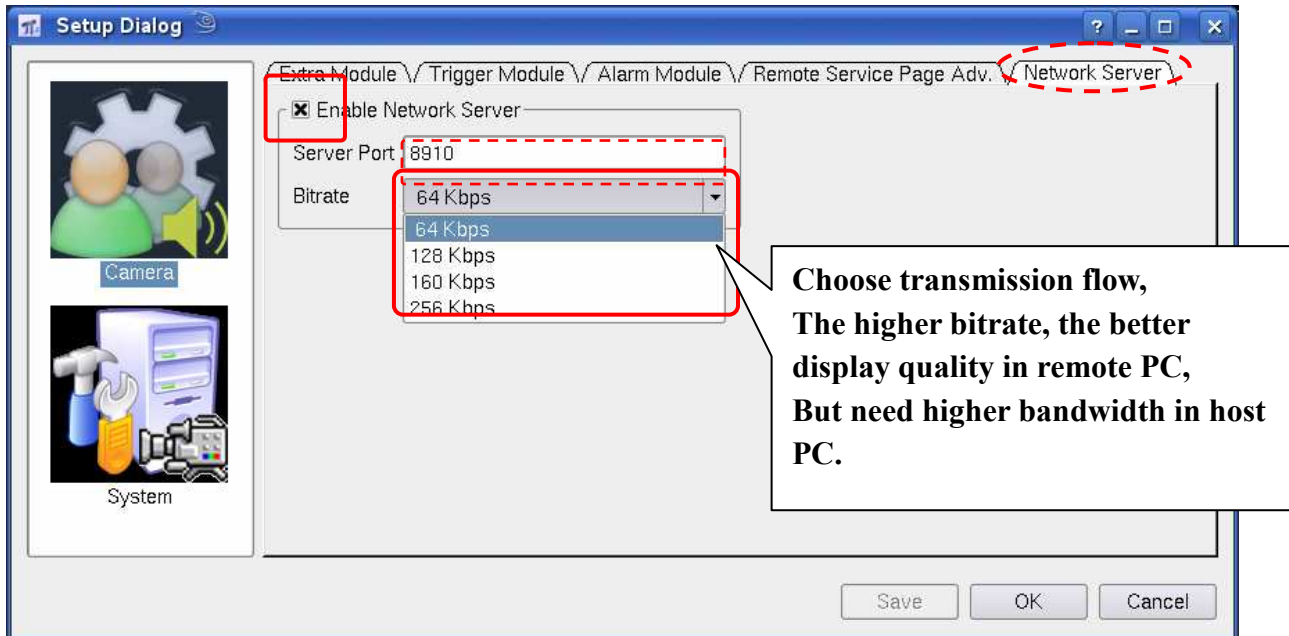 Setup Dialog
Extra Module Trigger Module Alarm Module Remote Service Page Adv. Network Server
Enable Network Server
Server Port 8910
Bitrate 64 Kbps
64 Kbps
128 Kbps
160 Kbps
256 Kbps
Camera
System
Choose transmission flow,
The higher bitrate, the better
display quality in remote PC,
But need higher bandwidth in host
PC.
Save OK Cancel